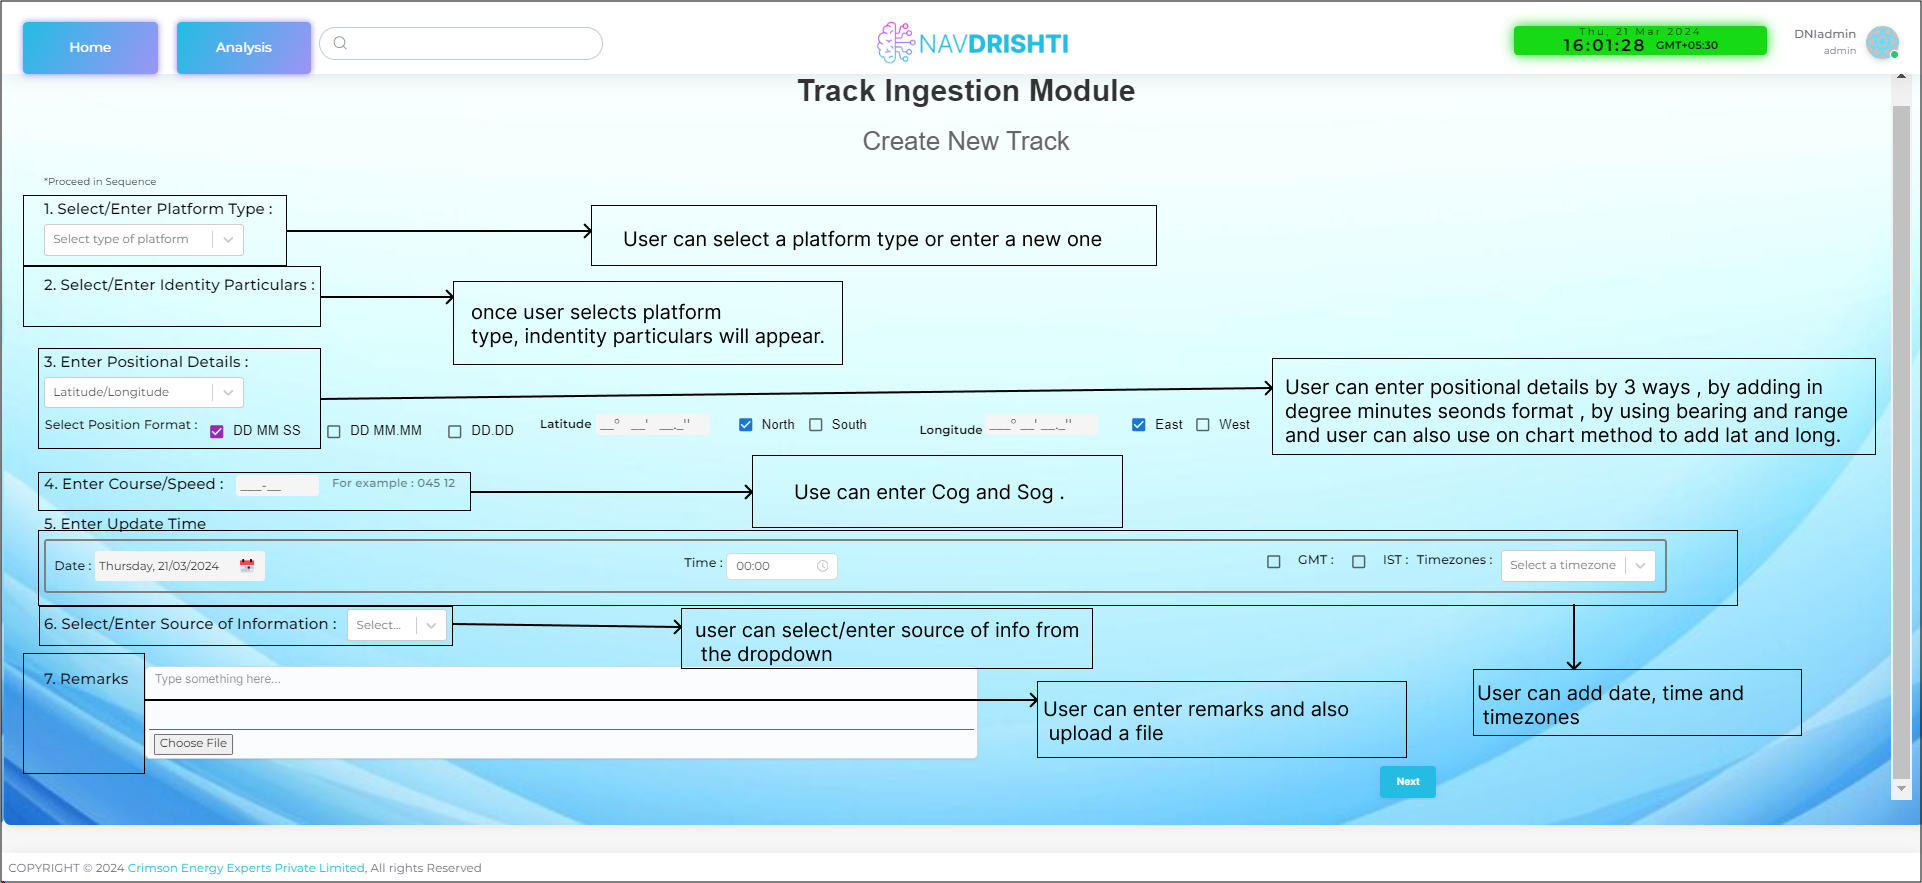 Home
Analysis
NAVDRISHTI
Thu, 21 Mar 2024
16:01:28 GMT+05:30
DNIadmin
admin
Track Ingestion Module
Create New Track
*Proceed in Sequence
1. Select/Enter Platform Type :
Select type of platform
User can select a platform type or enter a new one
2. Select/Enter Identity Particulars :
once user selects platform
type, indentity particulars will appear.
3. Enter Positional Details :
Latitude/Longitude
Select Position Format :
DD MM SS
DD MM.MM
DD.DD
Latitude __° __' __._"
North
South
Longitude ___° __' __._"
East
West
User can enter positional details by 3 ways , by adding in
degree minutes seonds format , by using bearing and range
and user can also use on chart method to add lat and long.
4. Enter Course/Speed : ___-__ For example : 045 12
Use can enter Cog and Sog .
5. Enter Update Time
Date : Thursday, 21/03/2024
Time : 00:00
GMT :
IST :
Timezones : Select a timezone
6. Select/Enter Source of Information : Select...
user can select/enter source of info from
the dropdown
7. Remarks
Type something here...
Choose File
User can enter remarks and also
upload a file
User can add date, time and
timezones
Next
COPYRIGHT © 2024 Crimson Energy Experts Private Limited, All rights Reserved